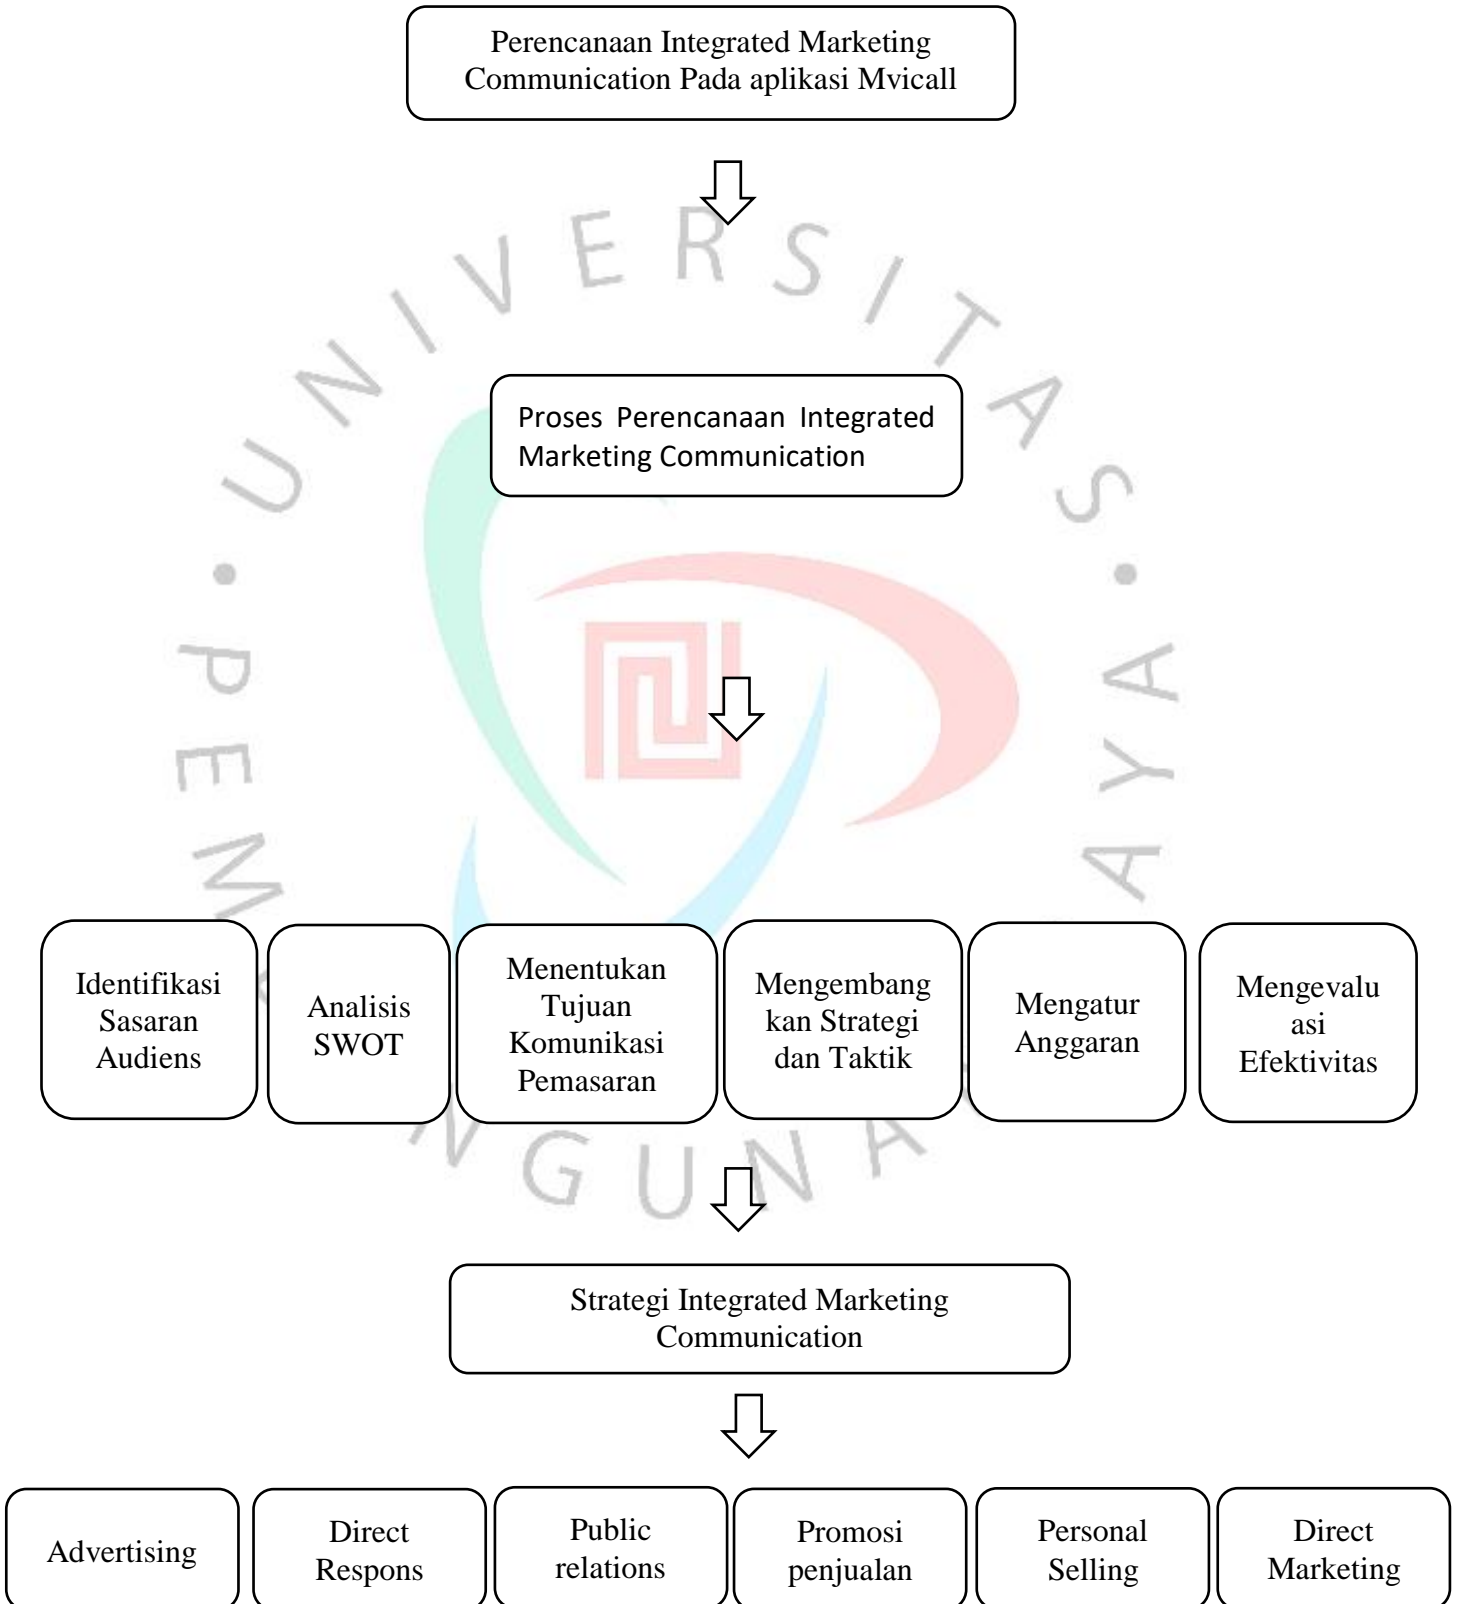 Perencanaan Integrated Marketing
Communication Pada aplikasi Mvicall
UNIVERSITAS
Proses Perencanaan Integrated
Marketing Communication
Identifikasi
Sasaran
Audiens
Analisis
SWOT
Menentukan
Tujuan
Komunikasi
Pemasaran
Mengembang
kan Strategi
dan Taktik
Mengatur
Anggaran
Mengevalu
asi
Efektivitas
Strategi Integrated Marketing
Communication
Advertising
Direct
Respons
Public
relations
Promosi
penjualan
Personal
Selling
Direct
Marketing